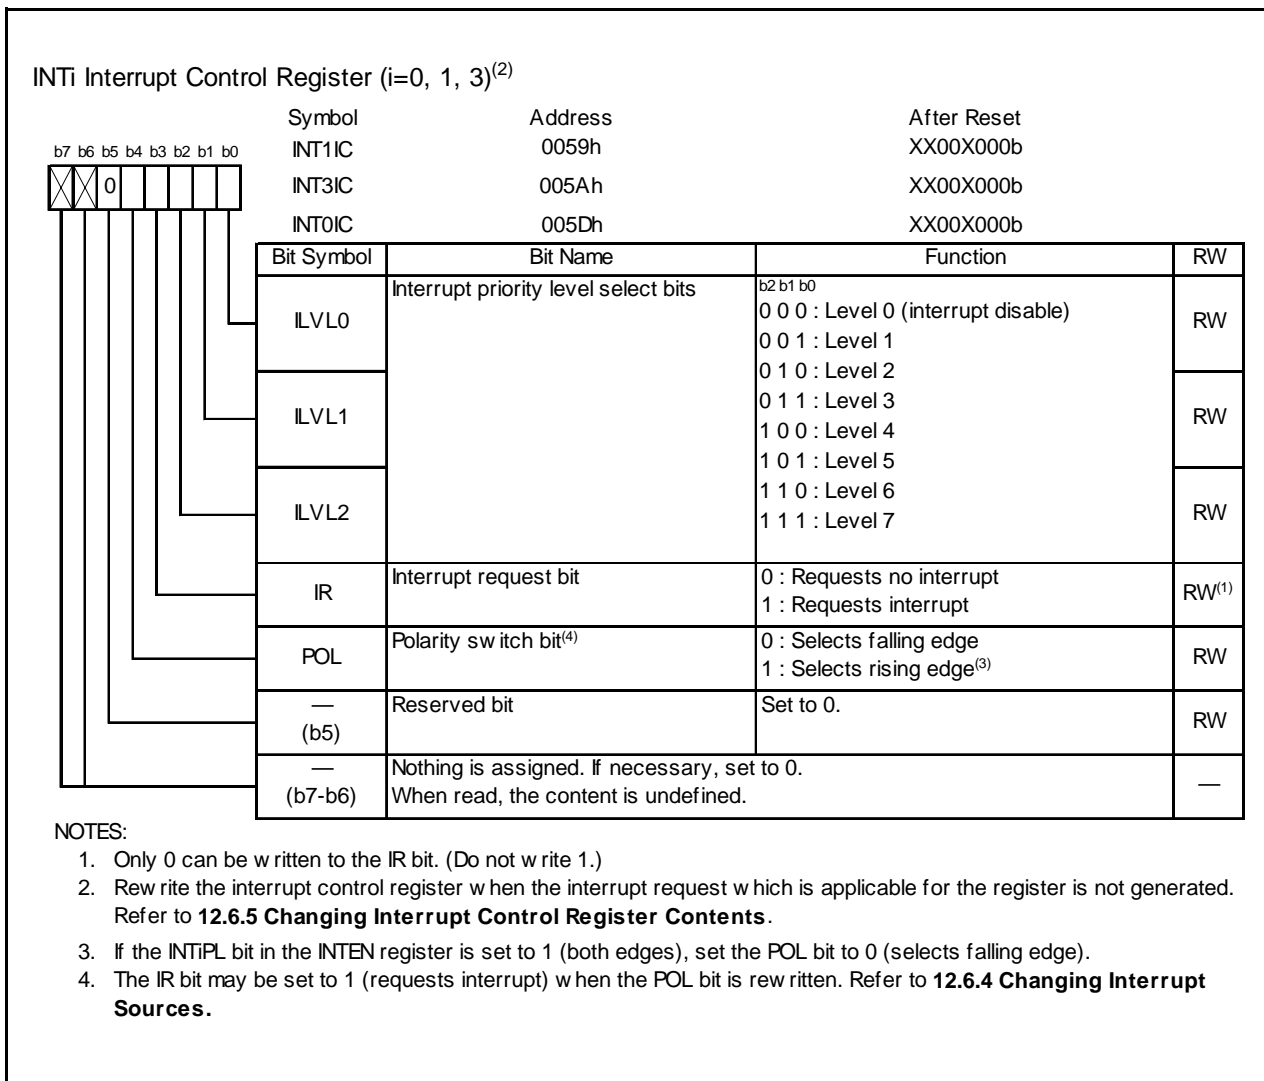 INTi Interrupt Control Register (i=0, 1, 3)(2)
Symbol Address After Reset
b7 b6 b5 b4 b3 b2 b1 b0 INT1IC 0059h XX00X000b
0 INT3IC 005Ah XX00X000b
INT0IC 005Dh XX00X000b
Bit Symbol Bit Name Function RW
ILVL0 Interrupt priority level select bits b2 b1 b0
0 0 0 : Level 0 (interrupt disable) RW
0 0 1 : Level 1
0 1 0 : Level 2
ILVL1 0 1 1 : Level 3 RW
1 0 0 : Level 4
1 0 1 : Level 5
ILVL2 1 1 0 : Level 6 RW
1 1 1 : Level 7
IR Interrupt request bit 0 : Requests no interrupt RW(1)
1 : Requests interrupt
POL Polarity switch bit(4) 0 : Selects falling edge RW
1 : Selects rising edge(3)
— Reserved bit Set to 0. RW
(b5)
— Nothing is assigned. If necessary, set to 0. —
(b7-b6) When read, the content is undefined.
NOTES:
1. Only 0 can be written to the IR bit. (Do not write 1.)
2. Rewrite the interrupt control register when the interrupt request which is applicable for the register is not generated.
Refer to 12.6.5 Changing Interrupt Control Register Contents.
3. If the INTiPL bit in the INTEN register is set to 1 (both edges), set the POL bit to 0 (selects falling edge).
4. The IR bit may be set to 1 (requests interrupt) when the POL bit is rewritten. Refer to 12.6.4 Changing Interrupt
Sources.